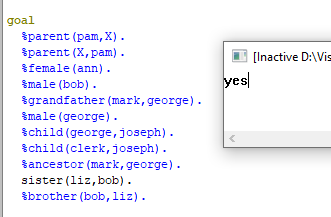 goal
%parent(pam,X).
%parent(X,pam).
%female(ann).
%male(bob).
%grandfather(mark,george).
%male(george).
%child(george,joseph).
%child(clerk,joseph).
%ancestor(mark,george).
sister(liz,bob).
%brother(bob,liz).
[Inactive D:\Vis
yes